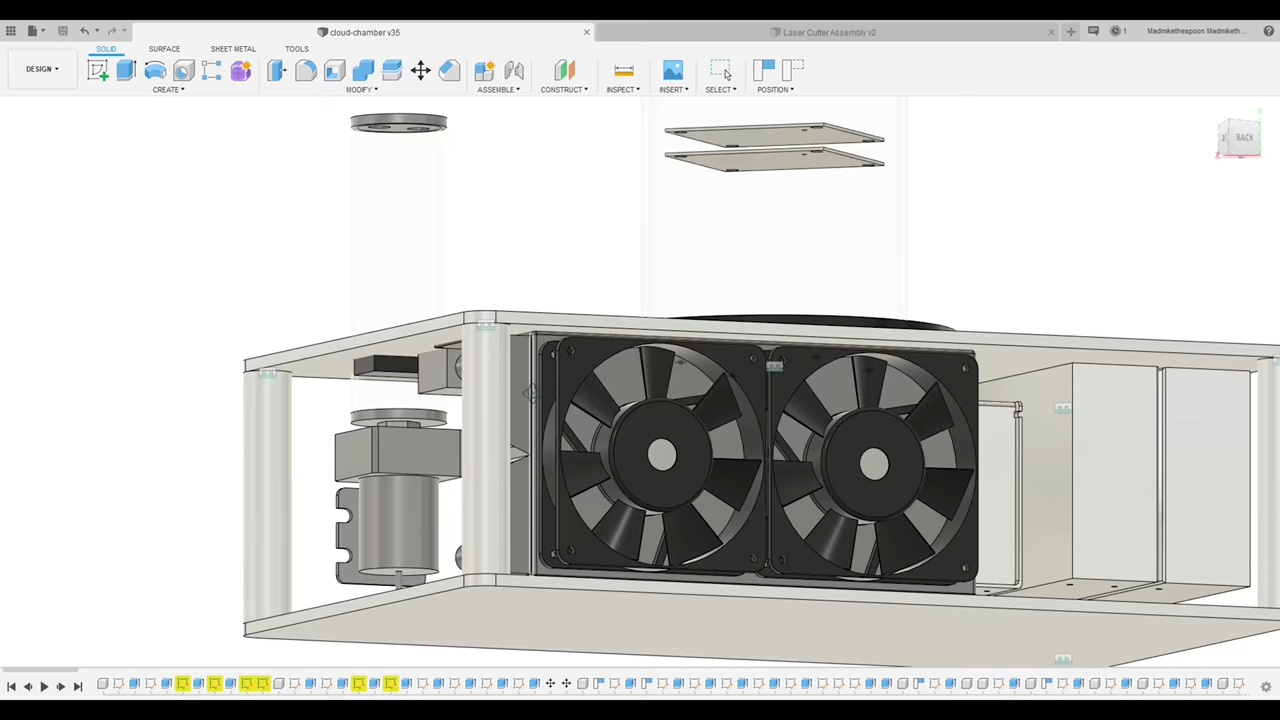 cloud-chamber v35
Laser Cutter Assembly v2
1
Madmikethespoon Madmiketh...
SOLID
SURFACE
SHEET METAL
TOOLS
DESIGN
CREATE
MODIFY
ASSEMBLE
CONSTRUCT
INSPECT
INSERT
SELECT
POSITION
BACK